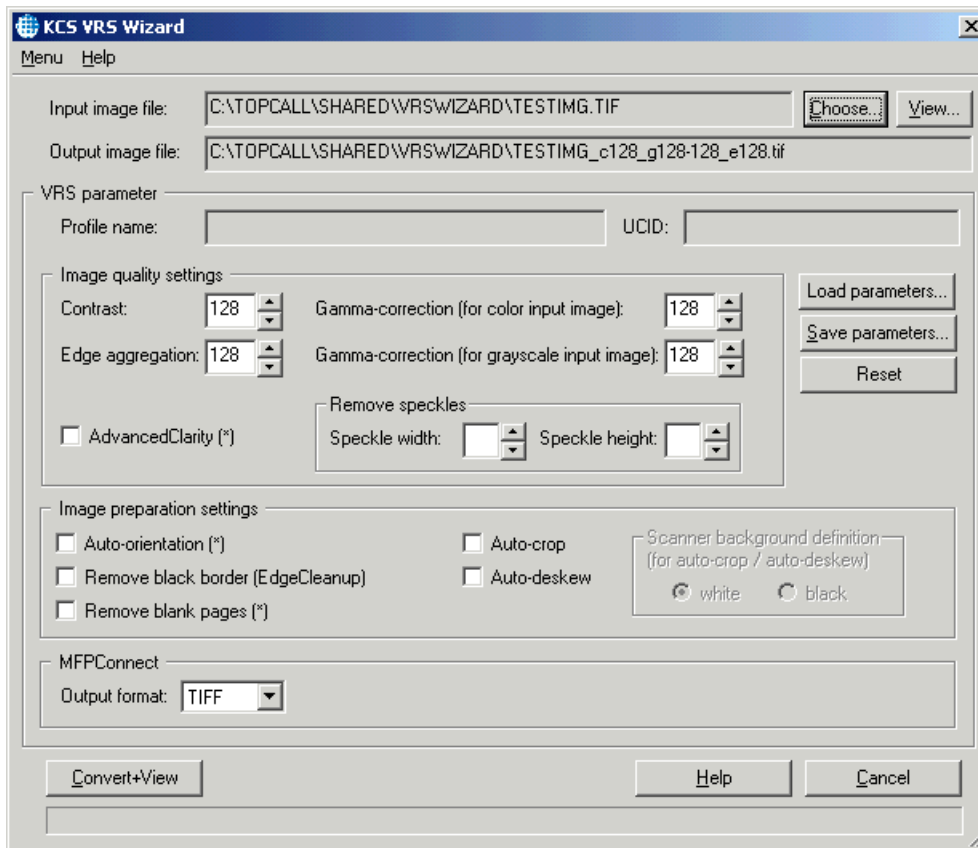 KCS VRS Wizard
Menu Help
Input image file: C:\TOPCALL\SHARED\VRSWIZARD\TESTIMG.TIF Choose... View...
Output image file: C:\TOPCALL\SHARED\VRSWIZARD\TESTIMG_c128_g128-128_e128.tif
VRS parameter
Profile name: UCID:
Image quality settings
Contrast: 128 Gamma-correction (for color input image): 128
Load parameters...
Edge aggregation: 128 Gamma-correction (for grayscale input image): 128
Save parameters...
Reset
Remove speckles
AdvancedClarity (*) Speckle width: Speckle height:
Image preparation settings
Auto-orientation (*) Auto-crop
Scanner background definition
(for auto-crop / auto-deskew)
Remove black border (EdgeCleanup) Auto-deskew
white black
Remove blank pages (*)
MFPConnect
Output format: TIFF
Convert+View Help Cancel